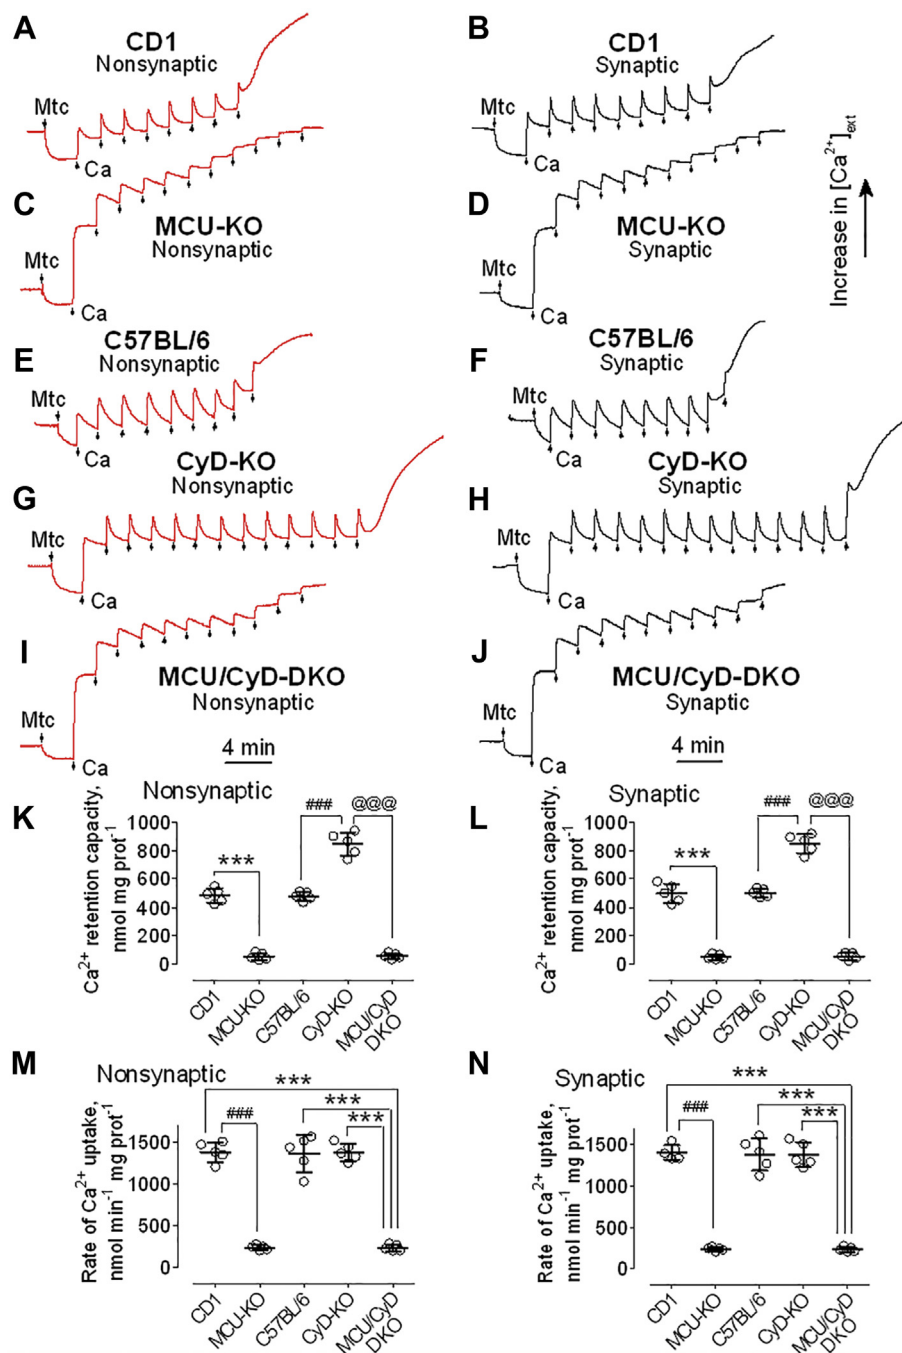 A
CD1
Nonsynaptic
Mtc
Ca
B
CD1
Synaptic
Mtc
Ca
Increase in [Ca²⁺]ext
C
MCU-KO
Nonsynaptic
Mtc
Ca
D
MCU-KO
Synaptic
Mtc
Ca
E
C57BL/6
Nonsynaptic
Mtc
Ca
F
C57BL/6
Synaptic
Mtc
Ca
G
CyD-KO
Nonsynaptic
Mtc
Ca
H
CyD-KO
Synaptic
Mtc
Ca
I
MCU/CyD-DKO
Nonsynaptic
Mtc
Ca
4 min
J
MCU/CyD-DKO
Synaptic
Mtc
Ca
4 min
K
Nonsynaptic
Ca²⁺ retention capacity,
nmol mg prot⁻¹
1000
800
600
400
200
0
***
###
@@@
CD1
MCU-KO
C57BL/6
CyD-KO
MCU/CyD
DKO
L
Synaptic
Ca²⁺ retention capacity,
nmol mg prot⁻¹
1000
800
600
400
200
0
***
###
@@@
CD1
MCU-KO
C57BL/6
CyD-KO
MCU/CyD
DKO
M
Nonsynaptic
Rate of Ca²⁺ uptake,
nmol min⁻¹ mg prot⁻¹
1500
1000
500
0
***
###
***
***
CD1
MCU-KO
C57BL/6
CyD-KO
MCU/CyD
DKO
N
Synaptic
Rate of Ca²⁺ uptake,
nmol min⁻¹ mg prot⁻¹
1500
1000
500
0
***
###
***
***
CD1
MCU-KO
C57BL/6
CyD-KO
MCU/CyD
DKO